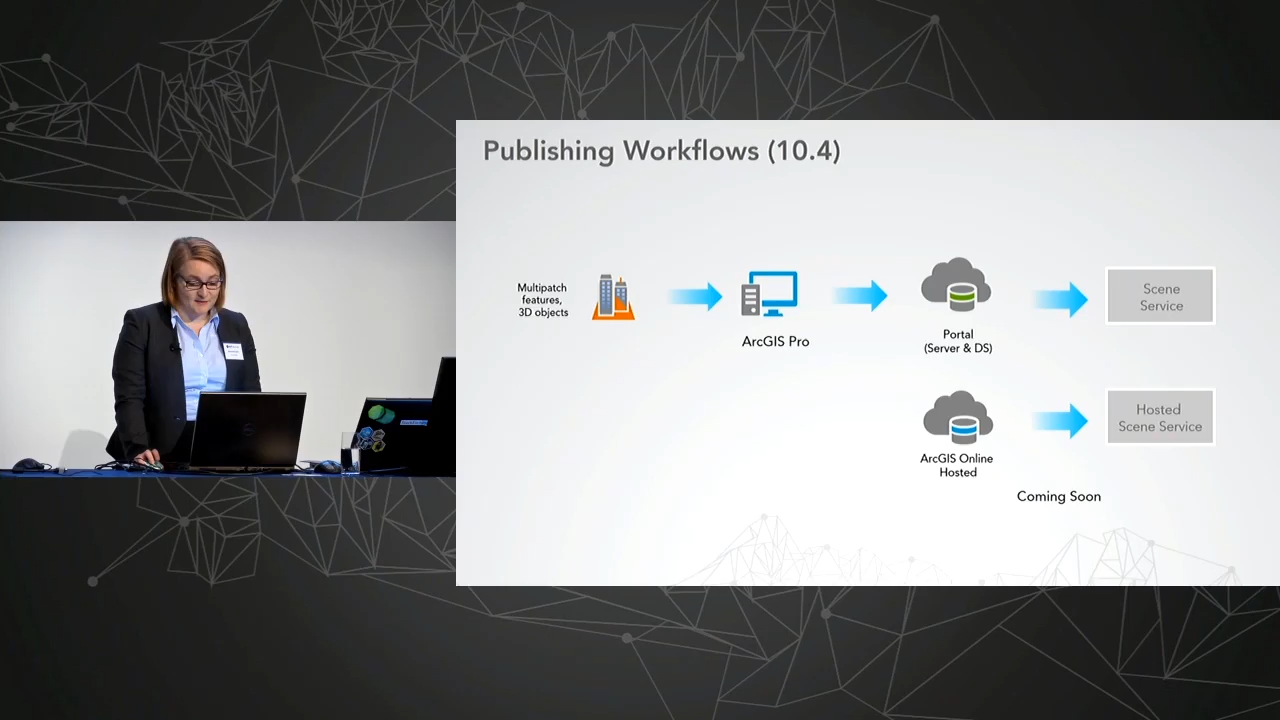 Publishing Workflows (10.4)
Multipatch
features,
3D objects
ArcGIS Pro
Portal
(Server & DS)
Scene
Service
ArcGIS Online
Hosted
Hosted
Scene Service
Coming Soon